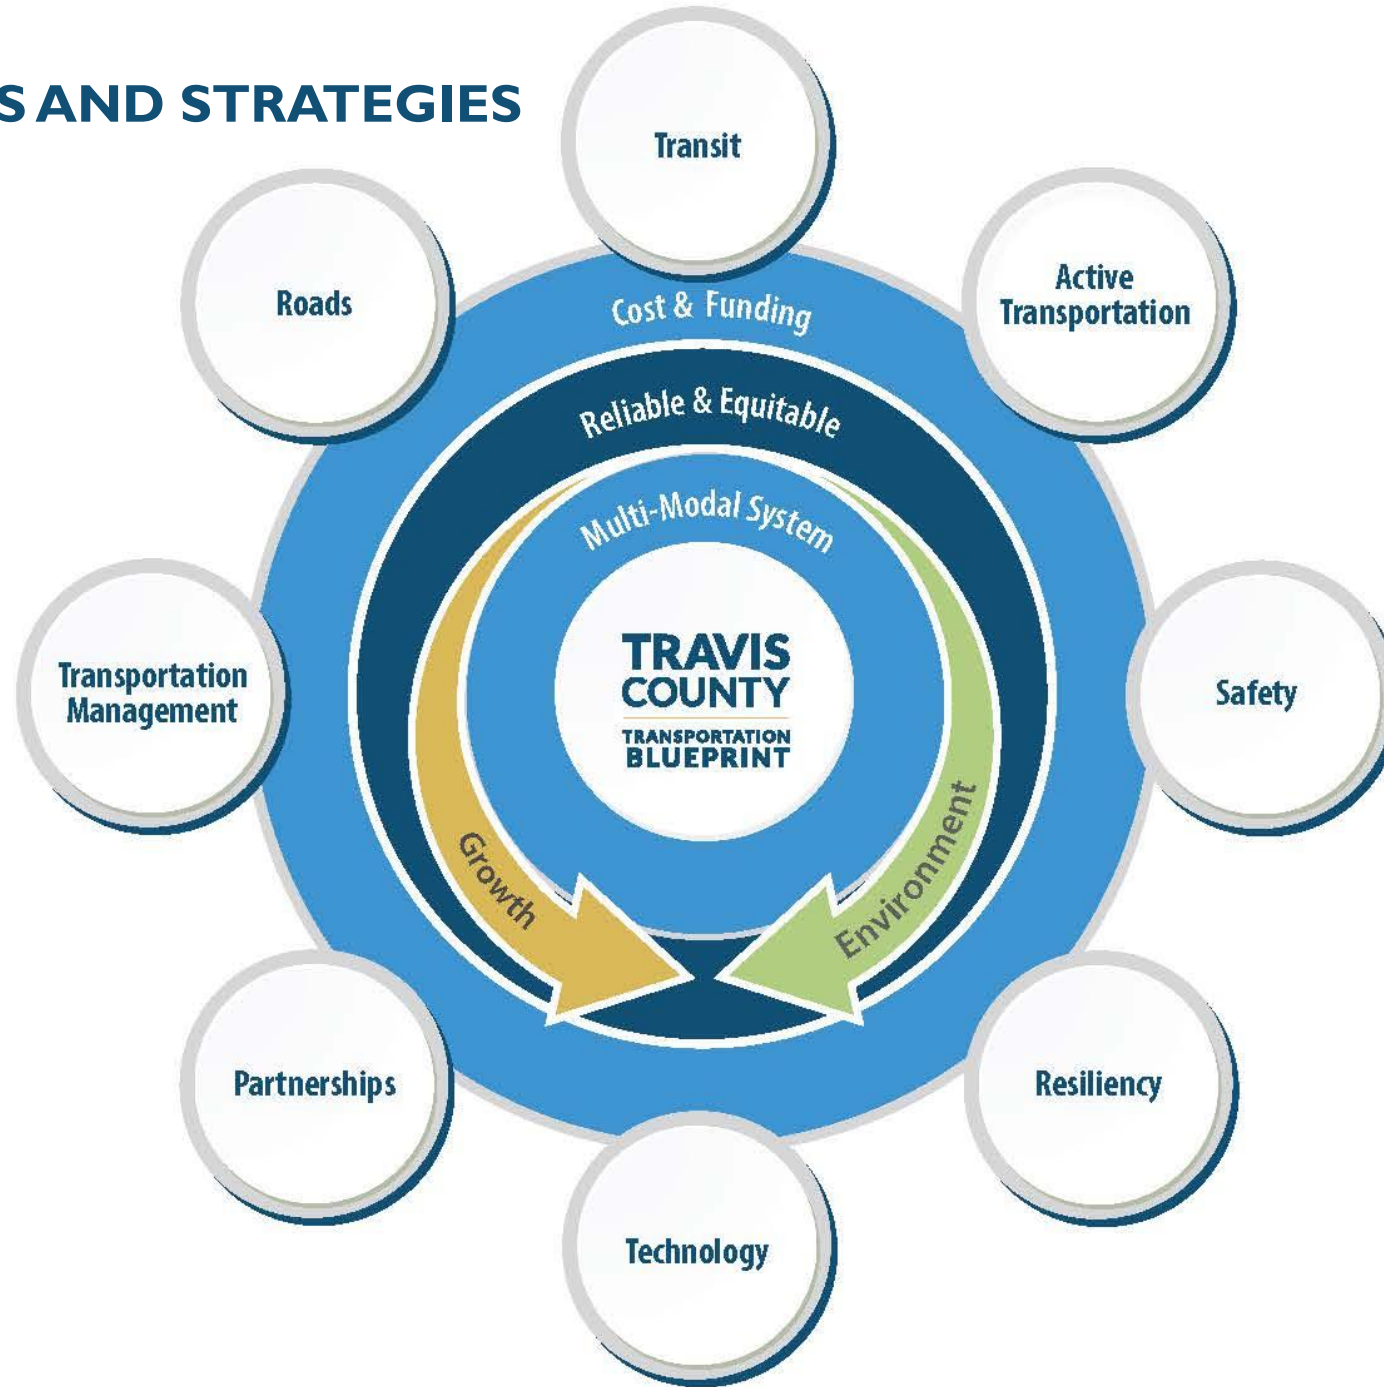 S AND STRATEGIES
Transit
Roads
Active
Transportation
Cost & Funding
Reliable & Equitable
Multi-Modal System
TRAVIS
COUNTY
TRANSPORTATION
BLUEPRINT
Transportation
Management
Safety
Growth
Environment
Partnerships
Resiliency
Technology